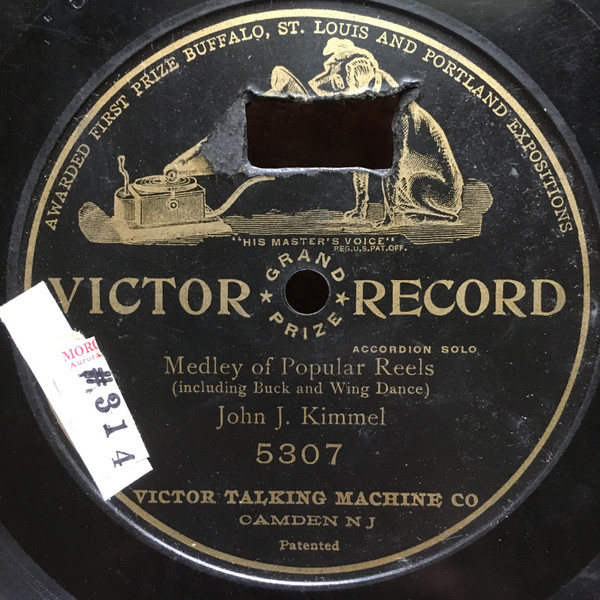 AWARDED FIRST PRIZE BUFFALO, ST. LOUIS AND PORTLAND EXPOSITIONS.
"HIS MASTER'S VOICE"
REG.U.S.PAT.OFF.
VICTOR RECORD
GRAND PRIZE
ACCORDION SOLO
Medley of Popular Reels
(including Buck and Wing Dance)
John J. Kimmel
5307
VICTOR TALKING MACHINE CO
CAMDEN N J
Patented
#314